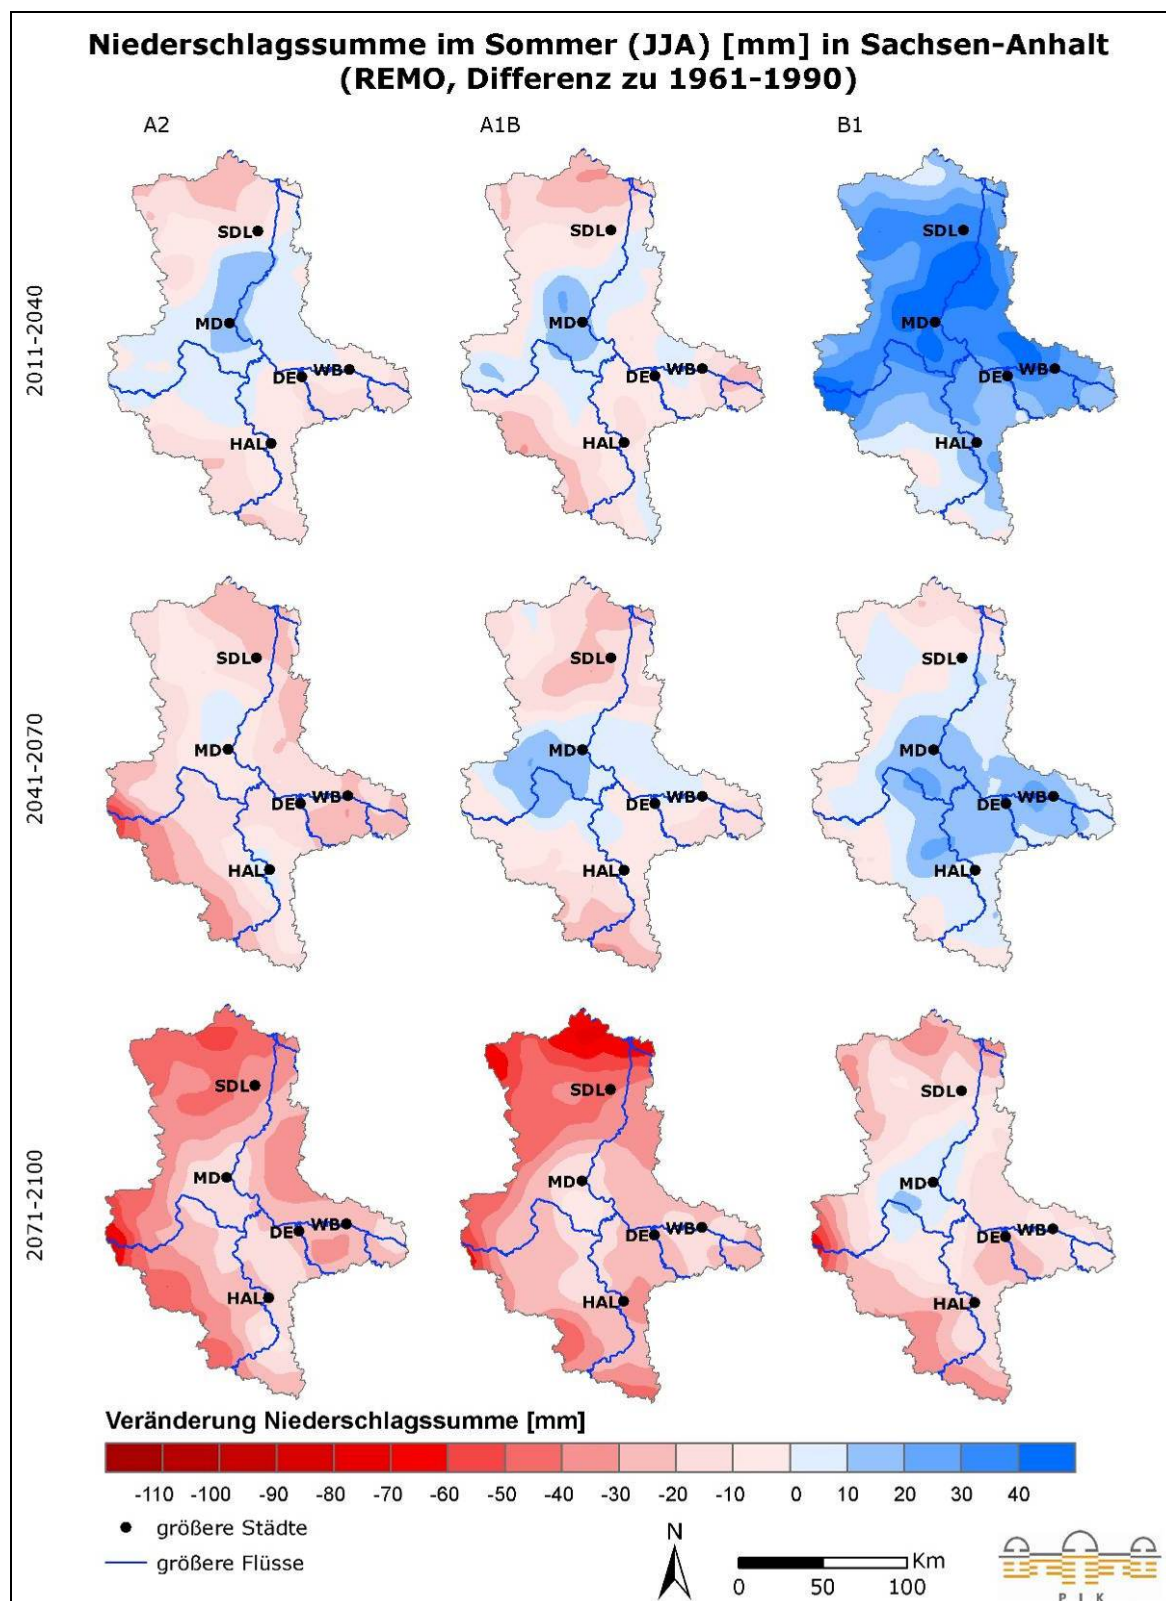 Niederschlagssumme im Sommer (JJA) [mm] in Sachsen-Anhalt
(REMO, Differenz zu 1961-1990)
A2 A1B B1
2011-2040
SDL MD DE WB HAL
SDL MD DE WB HAL
SDL MD DE WB HAL
2041-2070
SDL MD DE WB HAL
SDL MD DE WB HAL
SDL MD DE WB HAL
2071-2100
SDL MD DE WB HAL
SDL MD DE WB HAL
SDL MD DE WB HAL
Veränderung Niederschlagssumme [mm]
-110 -100 -90 -80 -70 -60 -50 -40 -30 -20 -10 0 10 20 30 40
größere Städte
größere Flüsse
N
Km
0 50 100
P I K